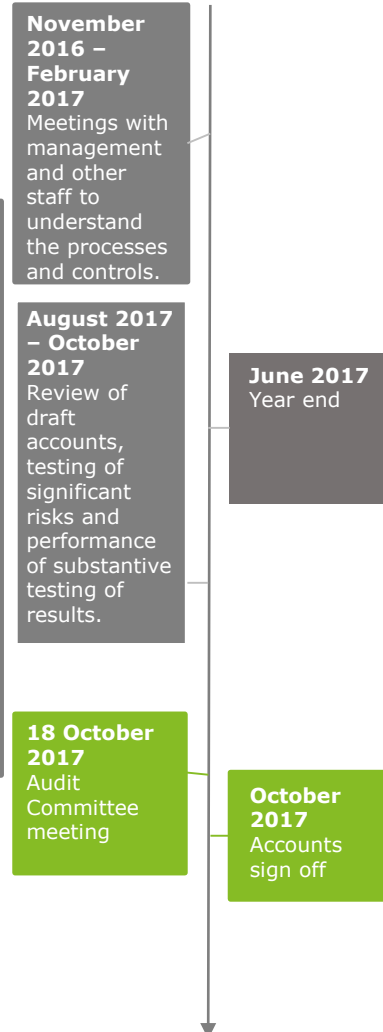 November
2016 –
February
2017
Meetings with
management
and other
staff to
understand
the processes
and controls.
June 2017
Year end
August 2017
– October
2017
Review of
draft
accounts,
testing of
significant
risks and
performance
of substantive
testing of
results.
18 October
2017
Audit
Committee
meeting
October
2017
Accounts
sign off